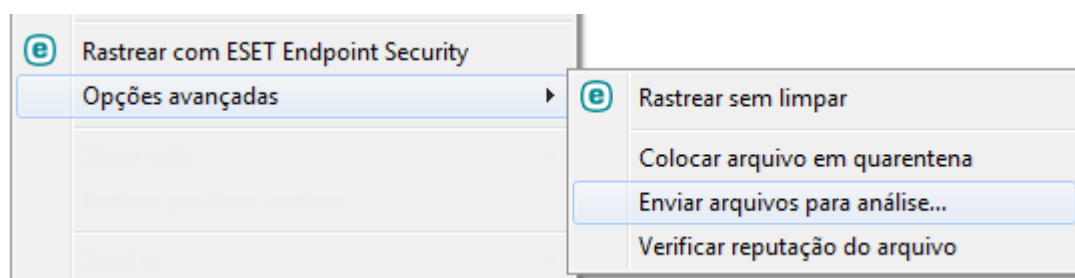 Rastrear com ESET Endpoint Security
Opções avançadas
Rastrear sem limpar
Colocar arquivo em quarentena
Enviar arquivos para análise...
Verificar reputação do arquivo